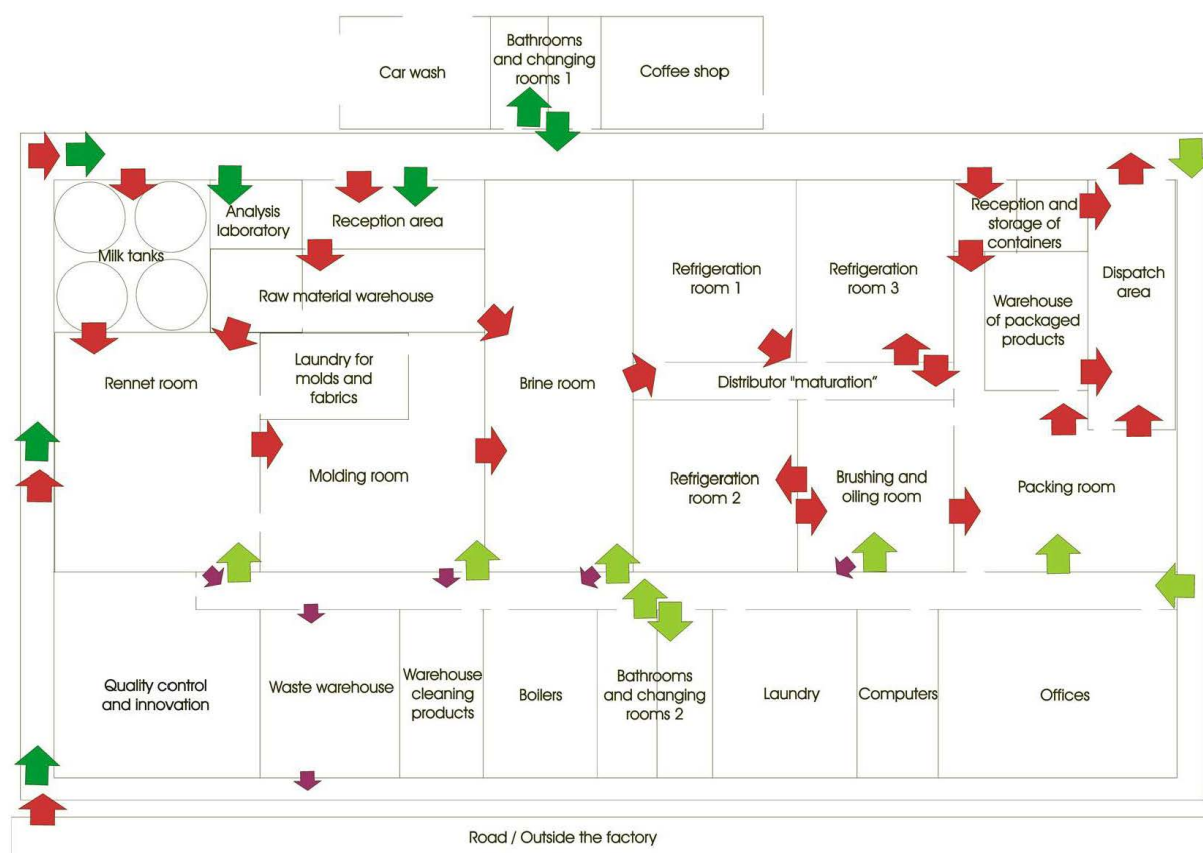 Car wash
Bathrooms
and changing
rooms 1
Coffee shop
Milk tanks
Analysis
laboratory
Reception area
Raw material warehouse
Refrigeration
room 1
Refrigeration
room 3
Reception and
storage of
containers
Warehouse
of packaged
products
Dispatch
area
Rennet room
Laundry for
molds and
fabrics
Brine room
Distributor "maturation"
Molding room
Refrigeration
room 2
Brushing and
oiling room
Packing room
Quality control
and innovation
Waste warehouse
Warehouse
cleaning
products
Boilers
Bathrooms
and changing
rooms 2
Laundry
Computers
Offices
Road / Outside the factory